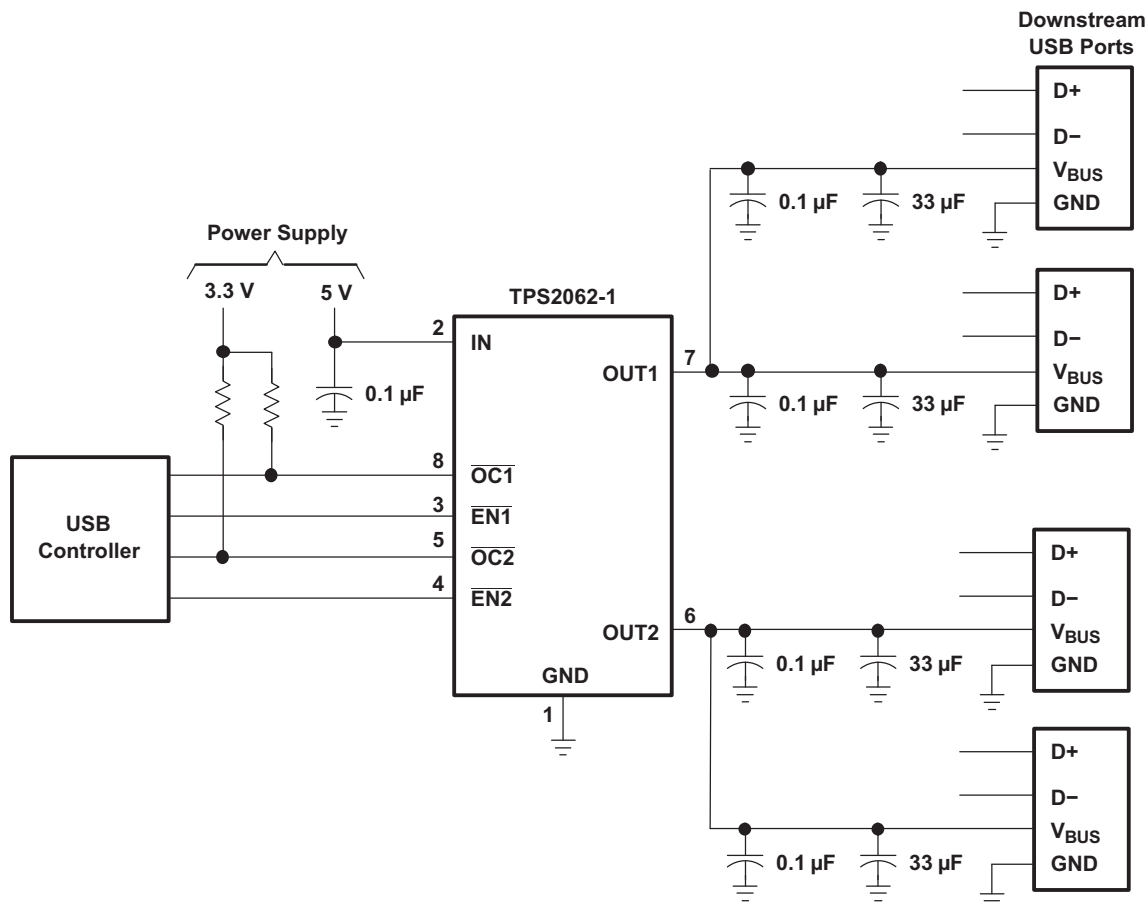 Downstream
USB Ports
D+
D−
VBUS
GND
0.1 µF
33 µF
Power Supply
3.3 V
5 V
0.1 µF
TPS2062-1
2
IN
OUT1
7
D+
D−
VBUS
GND
0.1 µF
33 µF
USB
Controller
8
OC1
3
EN1
5
OC2
4
EN2
OUT2
6
GND
1
D+
D−
VBUS
GND
0.1 µF
33 µF
D+
D−
VBUS
GND
0.1 µF
33 µF